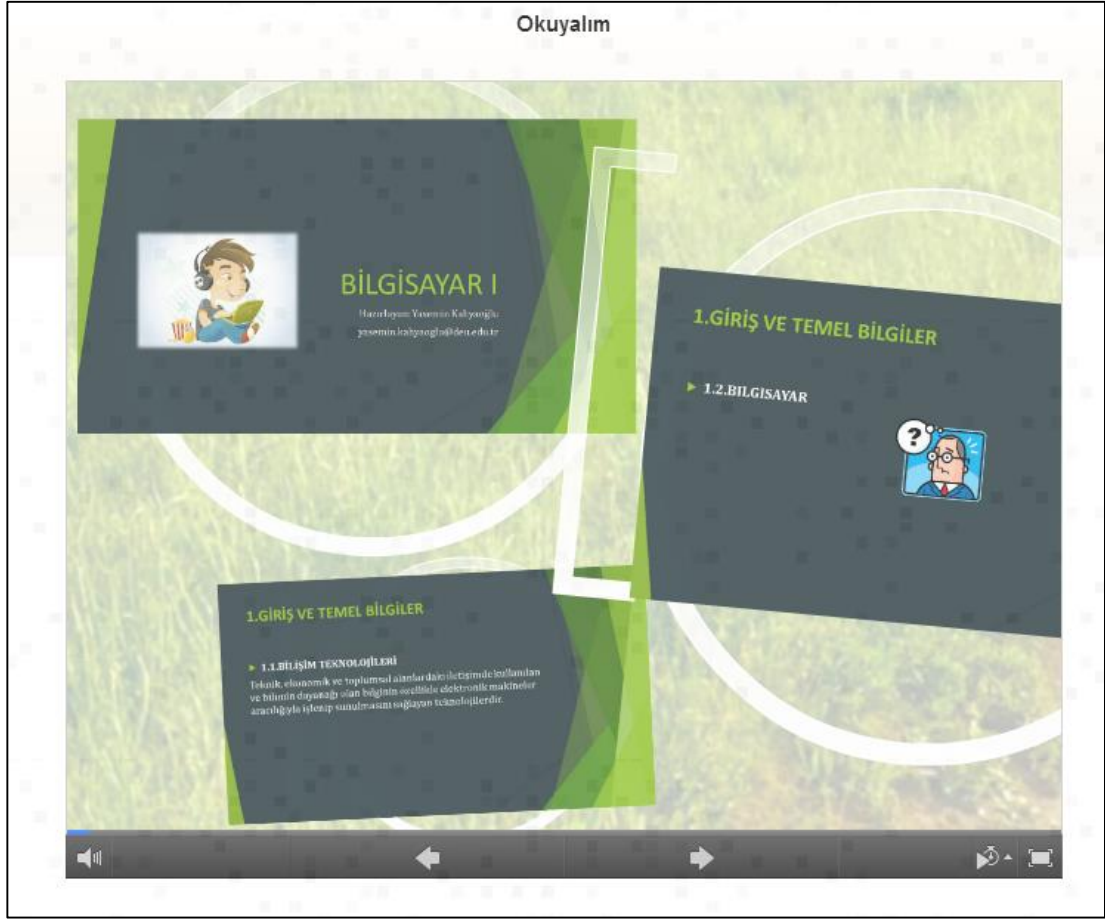 Okuyalım
BİLGİSAYAR I
Hazırlayan: Yasemin Kahyaoğlu
yasemin.kahyaoglu@deu.edu.tr
1.GİRİŞ VE TEMEL BİLGİLER
1.2.BILGISAYAR
?
1.GİRİŞ VE TEMEL BİLGİLER
1.1.BİLİŞİM TEKNOLOJİLERİ
Teknik, ekonomik ve toplumsal alanlardaki iletişimde kullanılan
ve bilimin dayanağı olan bilginin özellikle elektronik makineler
aracılığıyla işlenip sunulmasını sağlayan teknolojilerdir.